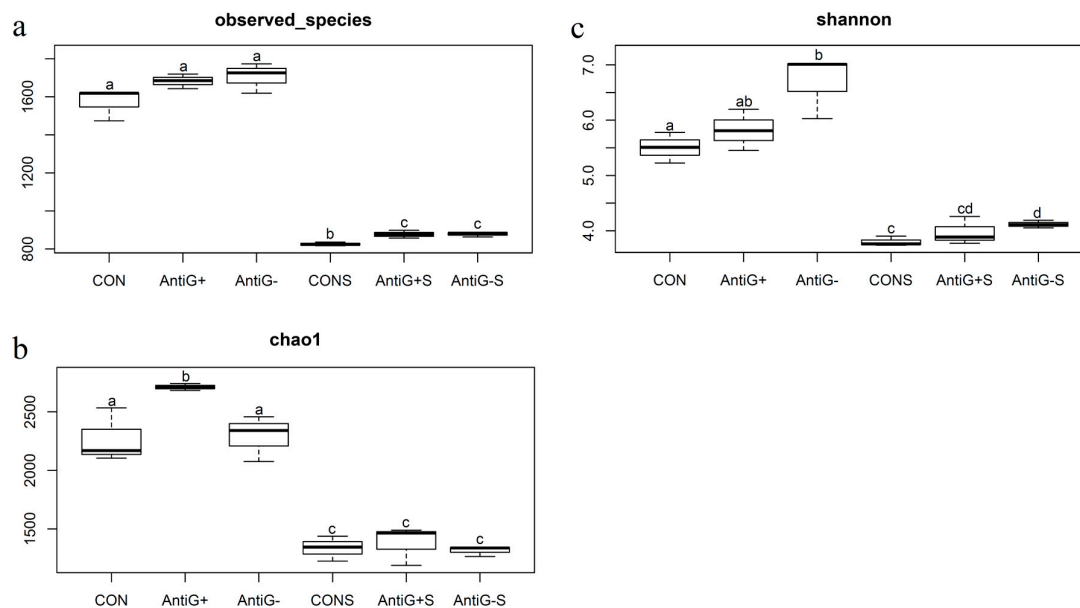 a
observed_species
1600
1200
800
a
a
a
b
c
c
CON AntiG+ AntiG- CONS AntiG+S AntiG-S
c
shannon
7.0
6.0
5.0
4.0
a
ab
b
c
cd
d
CON AntiG+ AntiG- CONS AntiG+S AntiG-S
b
chao1
2500
2000
1500
a
b
a
c
c
c
CON AntiG+ AntiG- CONS AntiG+S AntiG-S